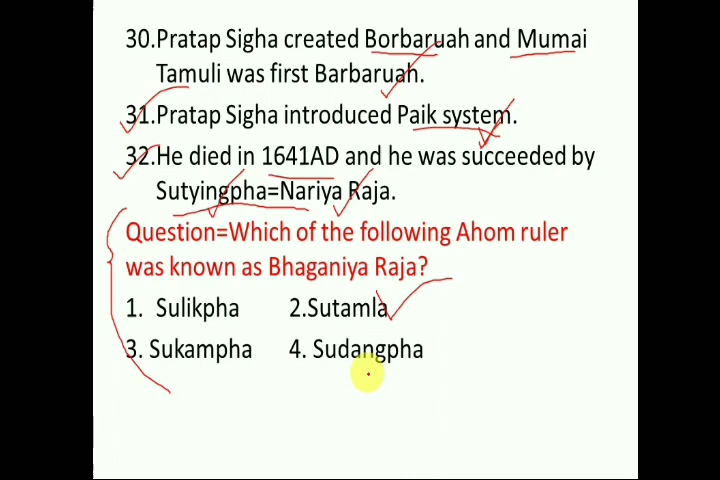 30.Pratap Sigha created Borbaruah and Mumai
Tamuli was first Barbaruah.
31.Pratap Sigha introduced Paik system.
32.He died in 1641AD and he was succeeded by
Sutyingpha=Nariya Raja.
Question=Which of the following Ahom ruler
was known as Bhaganiya Raja?
1. Sulikpha 2.Sutamla
3. Sukampha 4. Sudangpha